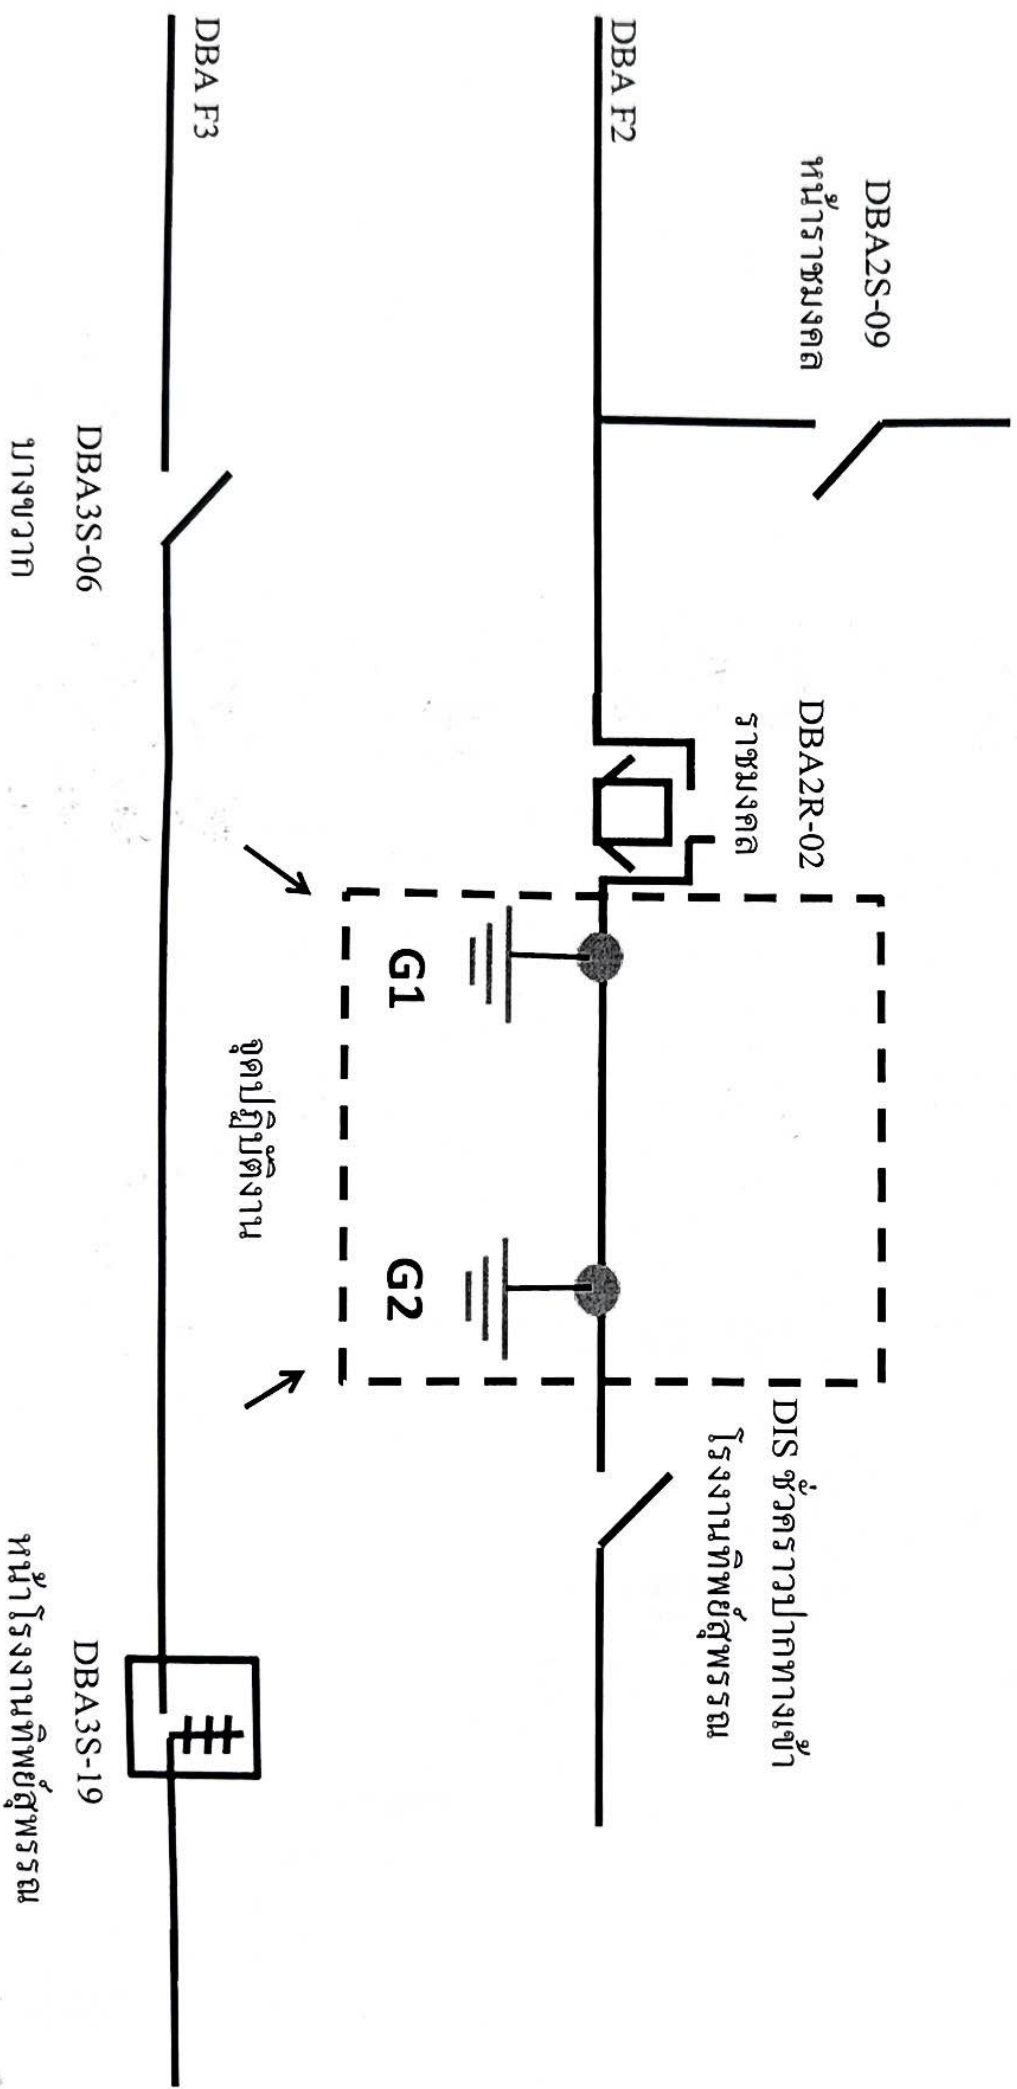 DBA2S-09
หน้าราชมงคล
DBA2R-02
ราชมงคล
DIS ชั่วคราวปากทางเข้า
โรงงานทิพย์สุพรรณ
DBA F2
G1
G2
จุดปฏิบัติงาน
DBA F3
DBA3S-06
บางขวาก
DBA3S-19
หน้าโรงงานทิพย์สุพรรณ